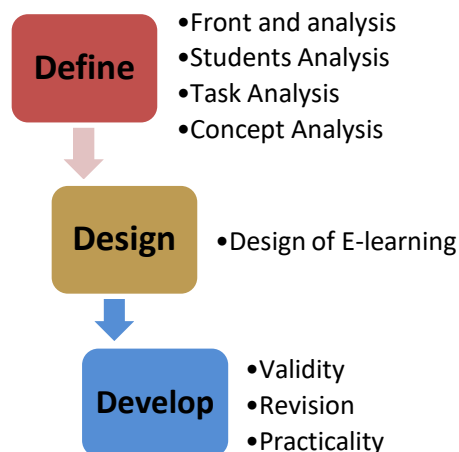 Define
•Front and analysis
•Students Analysis
•Task Analysis
•Concept Analysis
Design
•Design of E-learning
Develop
•Validity
•Revision
•Practicality